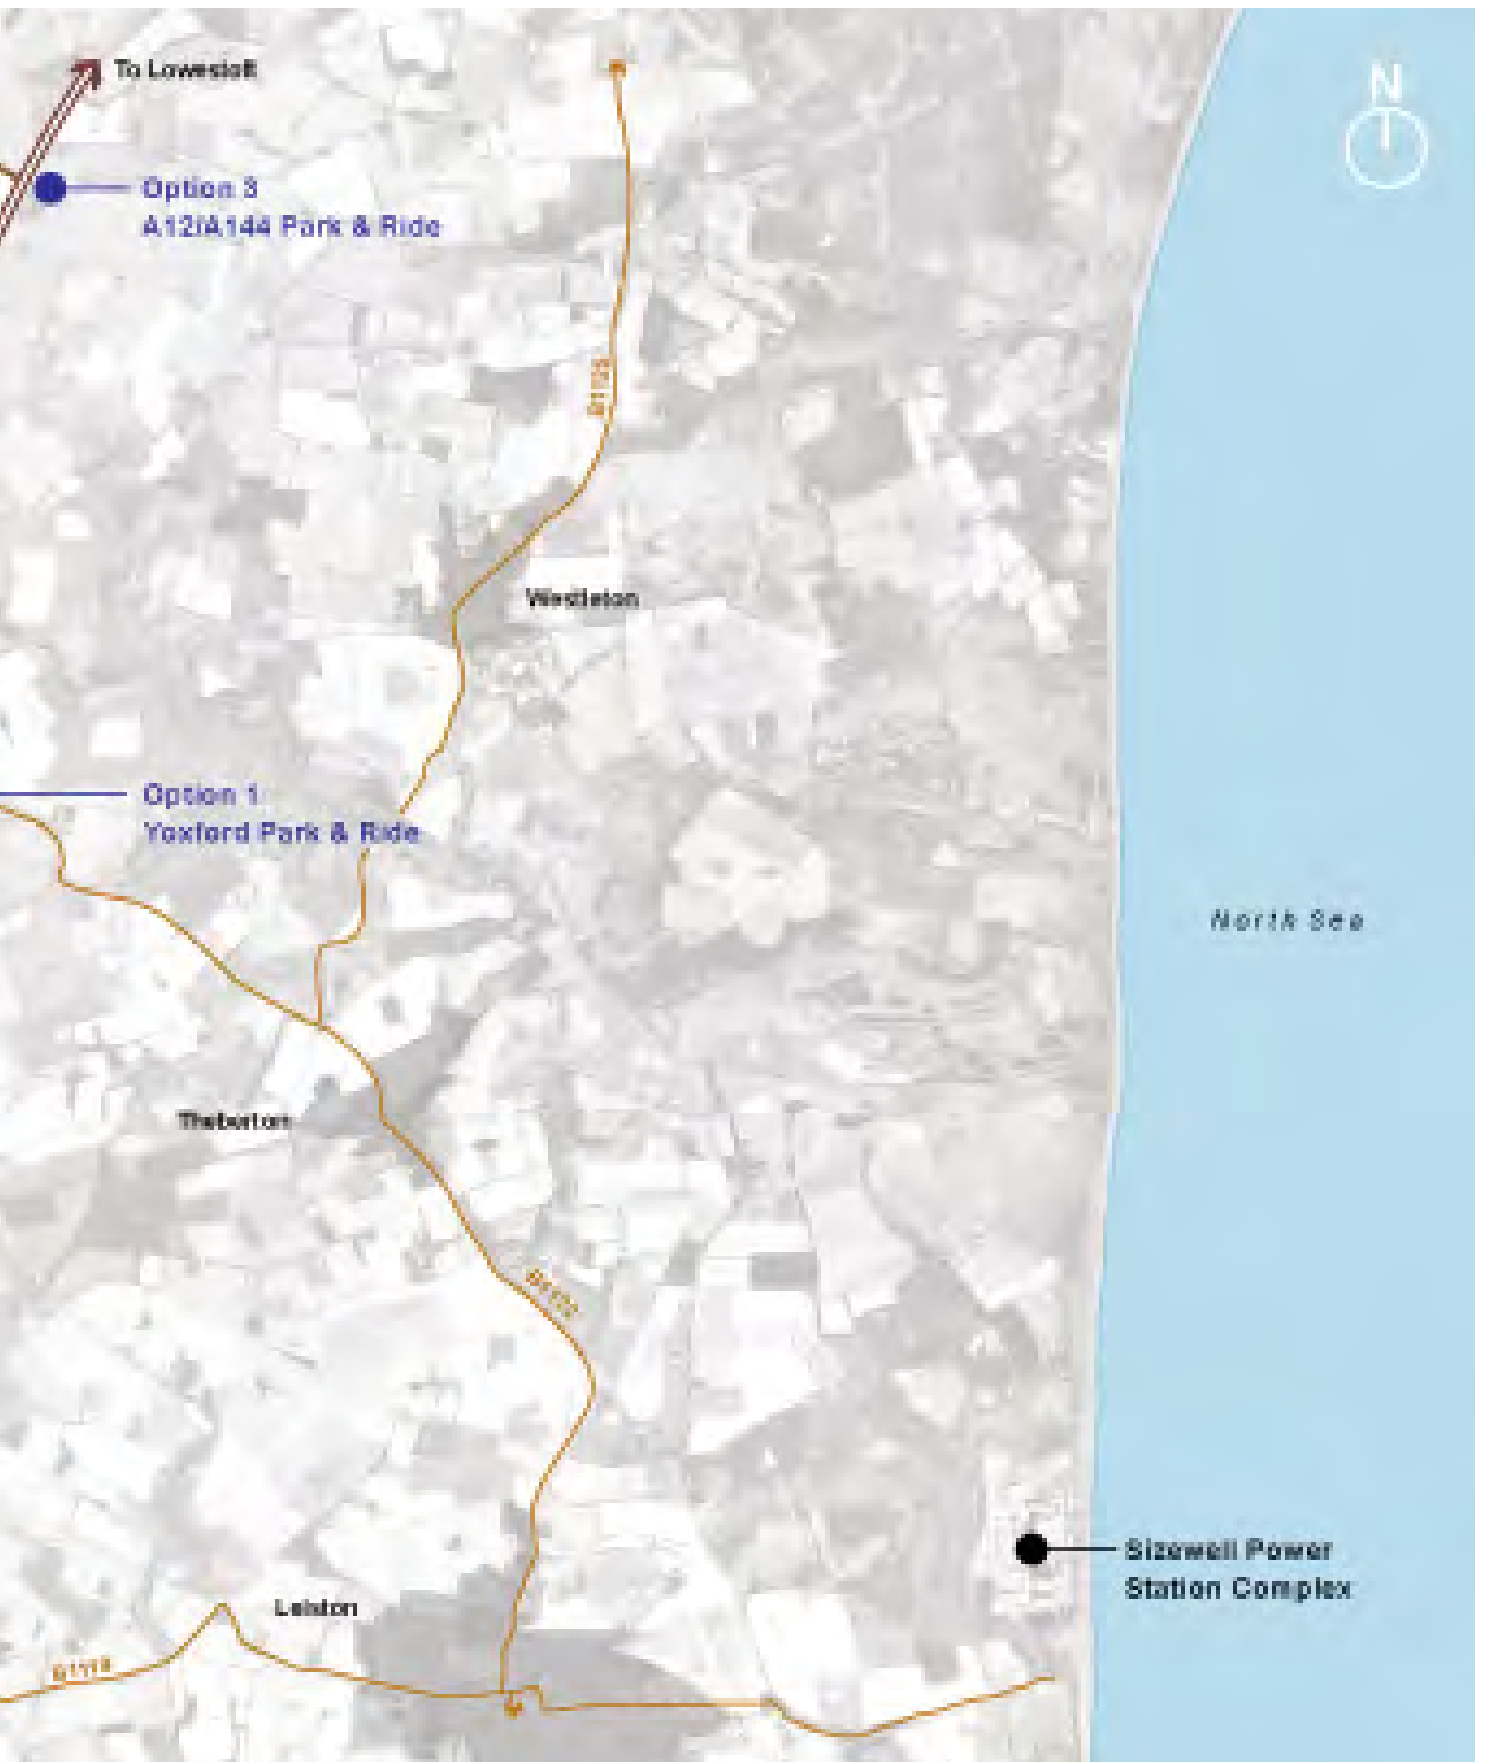 To Lowestoft
N
Option 3
A12/A144 Park & Ride
B1125
Westleton
Option 1
Yoxford Park & Ride
North Sea
Theberton
B1122
Sizewell Power
Station Complex
Leiston
B1119